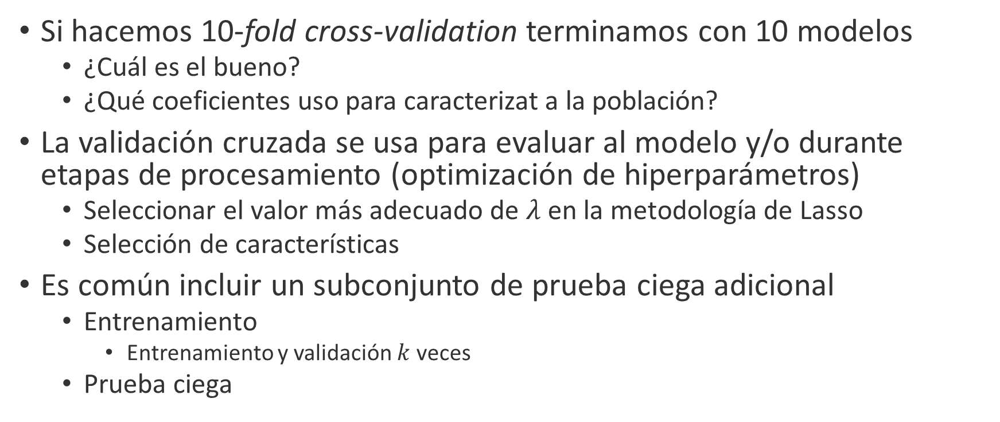 • Si hacemos 10-fold cross-validation terminamos con 10 modelos
• ¿Cuál es el bueno?
• ¿Qué coeficientes uso para caracterizat a la población?
• La validación cruzada se usa para evaluar al modelo y/o durante
etapas de procesamiento (optimización de hiperparámetros)
• Seleccionar el valor más adecuado de λ en la metodología de Lasso
• Selección de características
• Es común incluir un subconjunto de prueba ciega adicional
• Entrenamiento
• Entrenamiento y validación k veces
• Prueba ciega